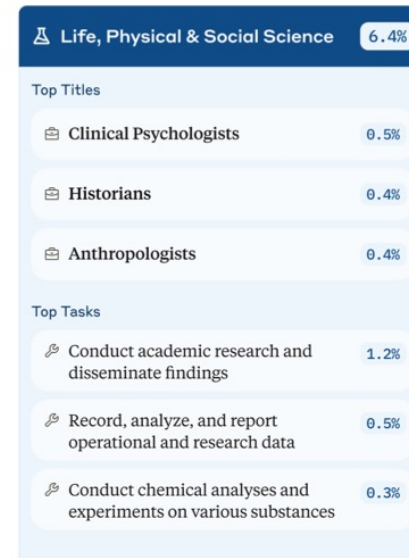 Life, Physical & Social Science 6.4%
Top Titles
Clinical Psychologists 0.5%
Historians 0.4%
Anthropologists 0.4%
Top Tasks
Conduct academic research and 1.2%
disseminate findings
Record, analyze, and report 0.5%
operational and research data
Conduct chemical analyses and 0.3%
experiments on various substances